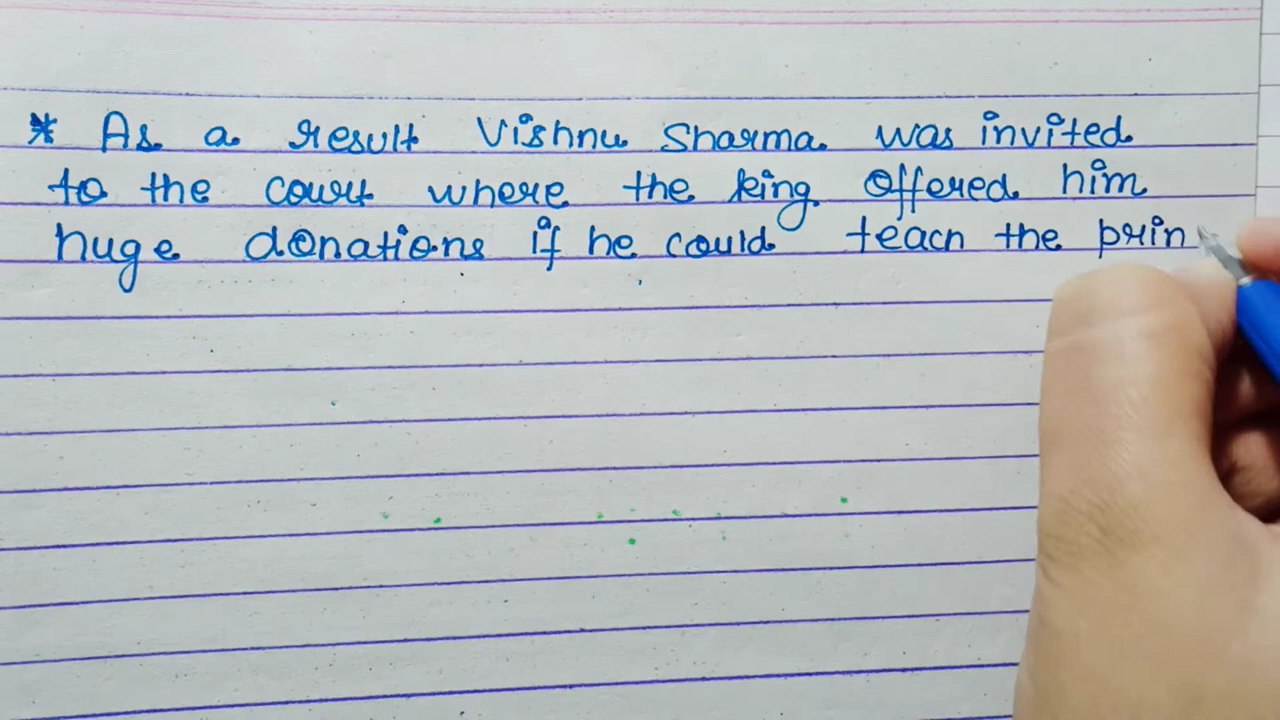 * As a result Vishnu Sharma was invited
to the court where the king offered him
huge donations if he could teach the prin